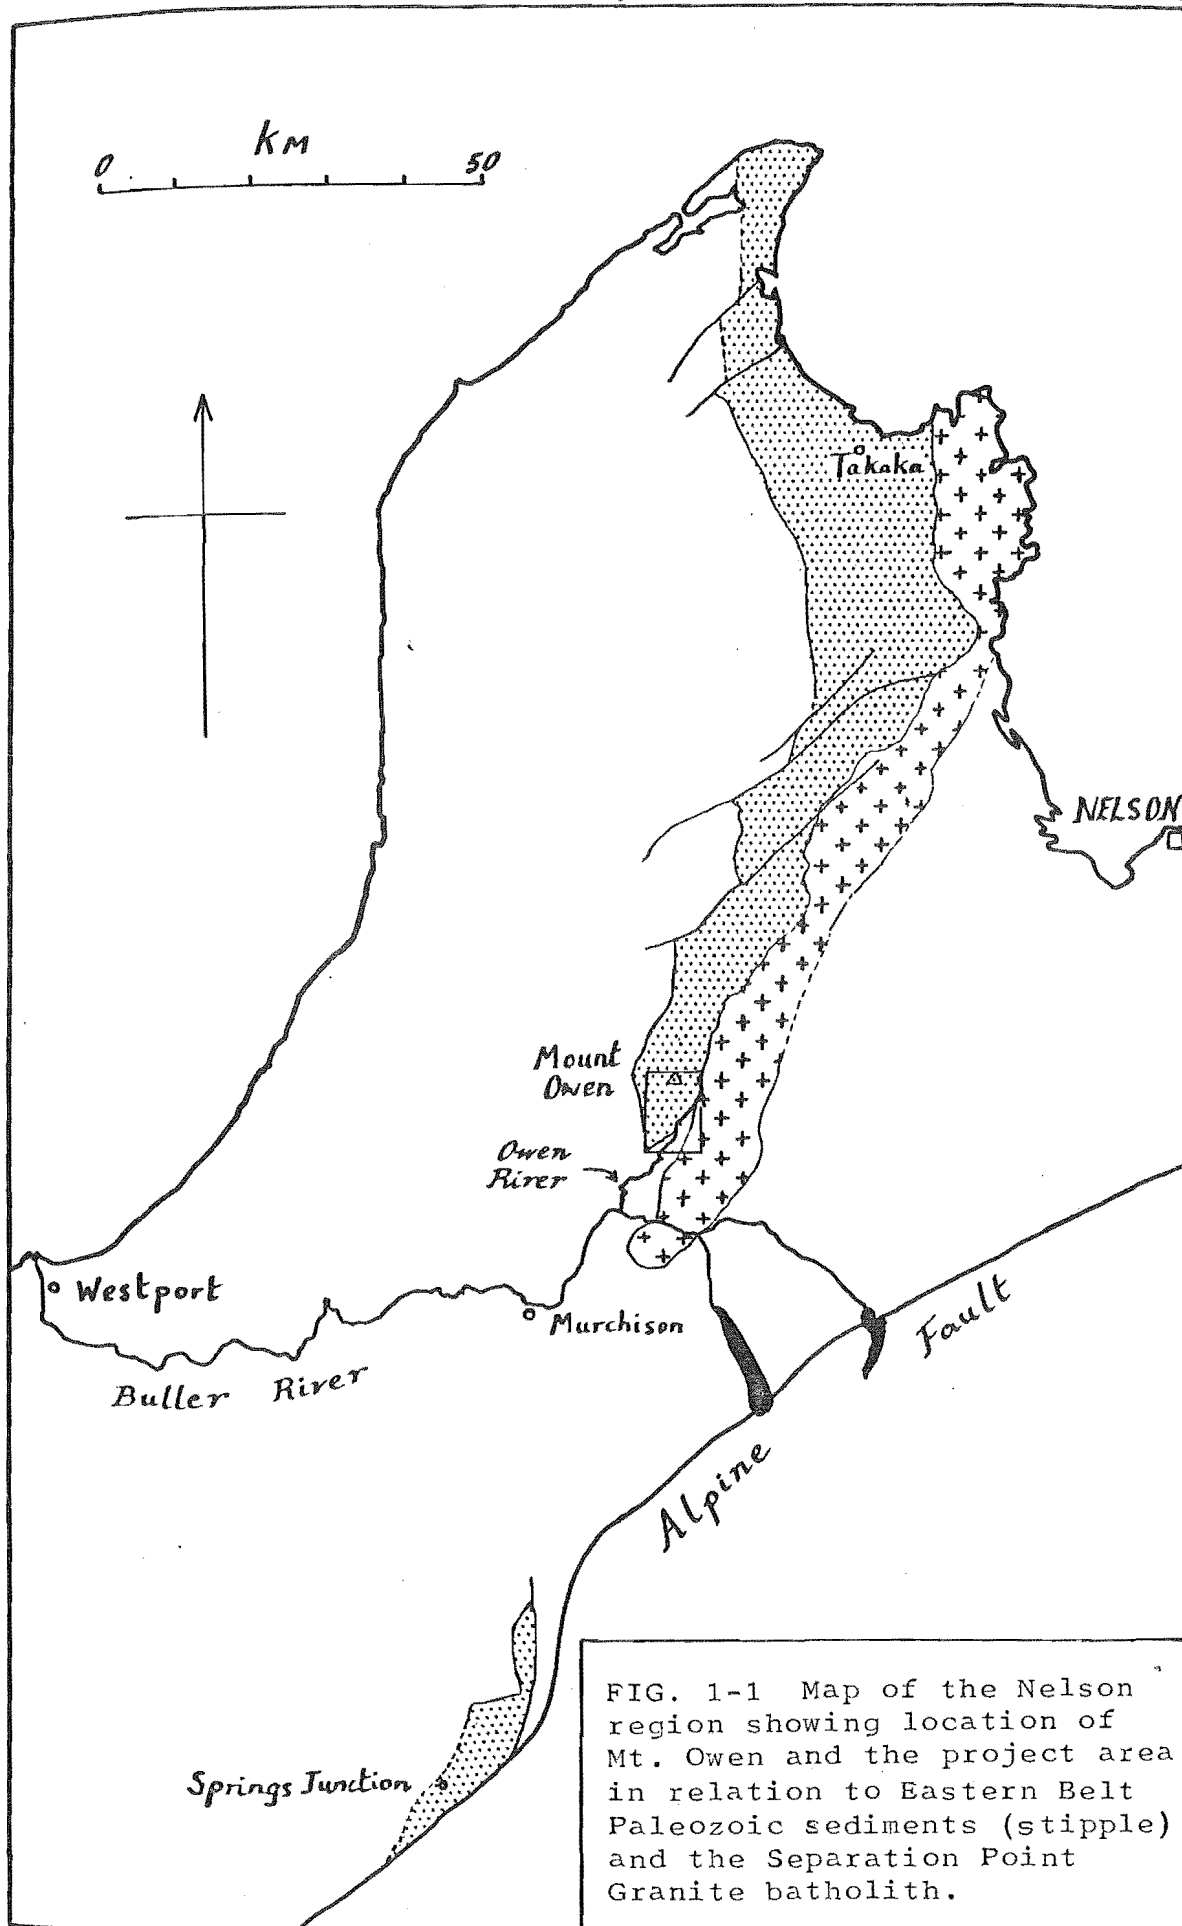 KM
0 50
Takaka
NELSON
Mount
Owen
Owen
River
Westport
Murchison
Buller River
Alpine Fault
Springs Junction
FIG. 1-1 Map of the Nelson
region showing location of
Mt. Owen and the project area
in relation to Eastern Belt
Paleozoic sediments (stipple)
and the Separation Point
Granite batholith.